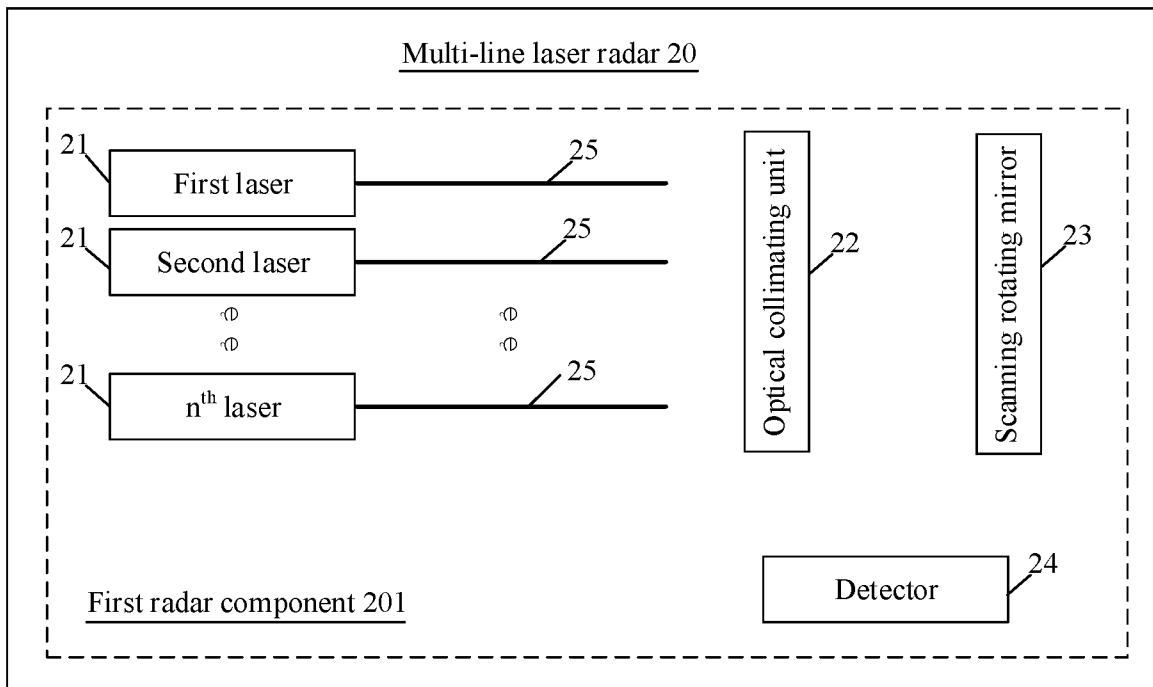 Multi-line laser radar 20
21
First laser
25
21
Second laser
25
21
nth laser
25
Optical collimating unit
22
Scanning rotating mirror
23
Detector
24
First radar component 201